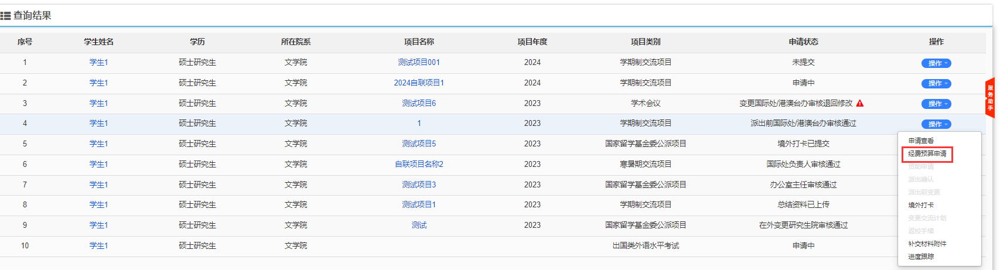 查询结果
序号 学生姓名 学历 所在院系 项目名称 项目年度 项目类别 申请状态 操作
1 学生1 硕士研究生 文学院 测试项目001 2024 学期制交流项目 未提交 操作
2 学生1 硕士研究生 文学院 2024自联项目1 2024 学期制交流项目 申请中 操作
3 学生1 硕士研究生 文学院 测试项目6 2023 学术会议 变更国际处/港澳台办审核退回修改 操作
4 学生1 硕士研究生 文学院 1 2023 学期制交流项目 派出前国际处/港澳台办审核通过 操作
5 学生1 硕士研究生 文学院 测试项目5 2023 国家留学基金委公派项目 境外打卡已提交
6 学生1 硕士研究生 文学院 自联项目名称2 2023 寒暑期交流项目 国际处负责人审核通过
7 学生1 硕士研究生 文学院 测试项目3 2023 国家留学基金委公派项目 办公室主任审核通过
8 学生1 硕士研究生 文学院 测试项目1 2023 学期制交流项目 总结资料已上传
9 学生1 硕士研究生 文学院 测试 2023 国家留学基金委公派项目 在外变更研究生院审核通过
10 学生1 硕士研究生 文学院 出国类外语水平考试 申请中
申请查看
经费预算申请
资助申请
派出确认
派出前变更
境外打卡
变更交流计划
返校手续
补交材料附件
进度跟踪
服务助手